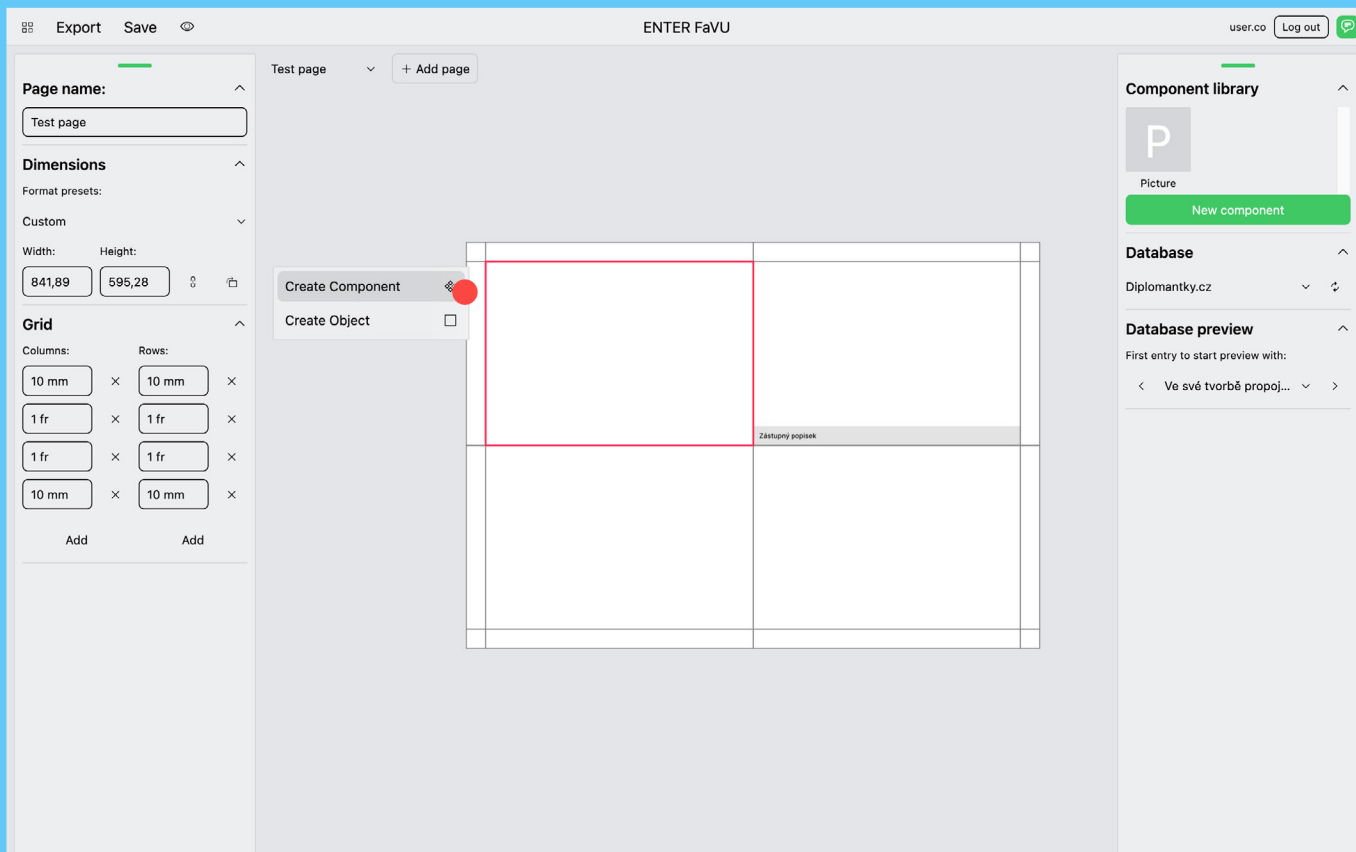 Export Save
ENTER FaVU
user.co Log out
Page name:
Test page
Dimensions
Format presets:
Custom
Width: Height:
841,89 595,28
Grid
Columns: Rows:
10 mm 10 mm
1 fr 1 fr
1 fr 1 fr
10 mm 10 mm
Add Add
Test page + Add page
Create Component
Create Object
Zástupný popisek
Component library
P
Picture
New component
Database
Diplomantky.cz
Database preview
First entry to start preview with:
Ve své tvorbě propoj...